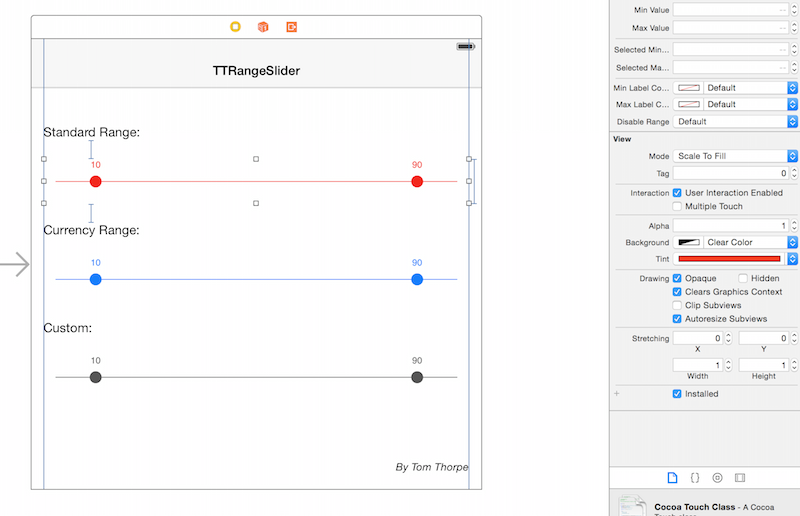 TTRangeSlider
Standard Range:
10 90
Currency Range:
10 90
Custom:
10 90
By Tom Thorpe
Min Value --
Max Value --
Selected Min... --
Selected Ma... --
Min Label Co... Default
Max Label C... Default
Disable Range Default
View
Mode Scale To Fill
Tag 0
Interaction User Interaction Enabled
Multiple Touch
Alpha 1
Background Clear Color
Tint
Drawing Opaque Hidden
Clears Graphics Context
Clip Subviews
Autoresize Subviews
Stretching 0 0
X Y
1 1
Width Height
+ Installed
{ }
Cocoa Touch Class - A Cocoa